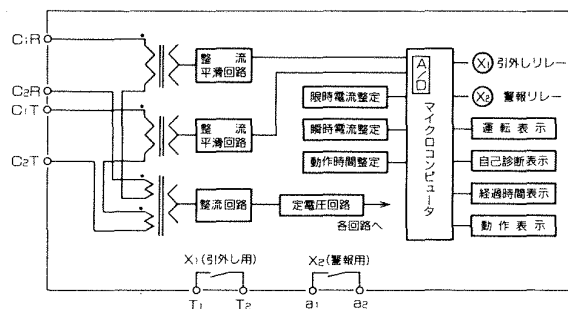 C₁R
C₂R
C₁T
C₂T
整流
平滑回路
整流
平滑回路
整流回路
定電圧回路
各回路へ
限時電流整定
瞬時電流整定
動作時間整定
A/D
マイクロコンピュータ
X₁ 引外しリレー
X₂ 警報リレー
運転表示
自己診断表示
経過時間表示
動作表示
X₁(引外し用)
X₂(警報用)
T₁
T₂
a₁
a₂